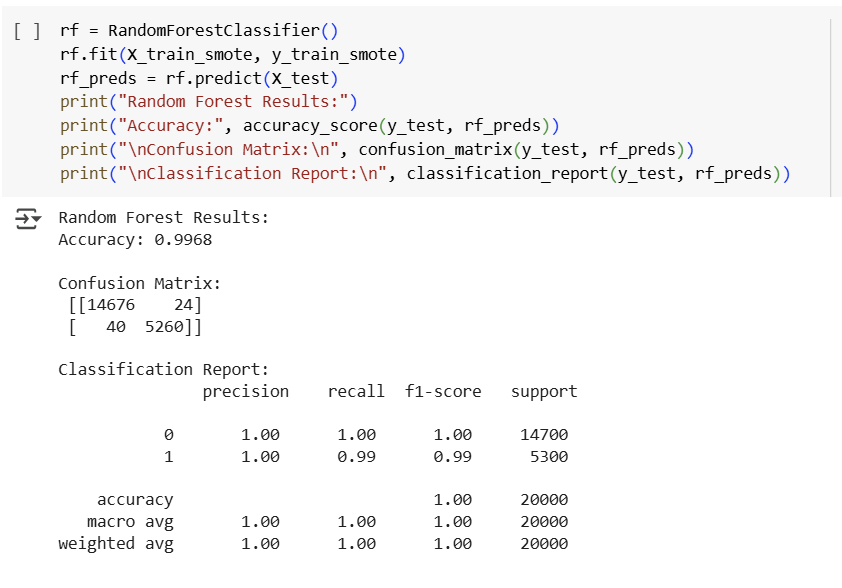 [ ] rf = RandomForestClassifier()
rf.fit(X_train_smote, y_train_smote)
rf_preds = rf.predict(X_test)
print("Random Forest Results:")
print("Accuracy:", accuracy_score(y_test, rf_preds))
print("\nConfusion Matrix:\n", confusion_matrix(y_test, rf_preds))
print("\nClassification Report:\n", classification_report(y_test, rf_preds))
Random Forest Results:
Accuracy: 0.9968
Confusion Matrix:
[[14676    24]
[   40  5260]]
Classification Report:
precision    recall  f1-score   support
0       1.00      1.00      1.00     14700
1       1.00      0.99      0.99      5300
accuracy                           1.00     20000
macro avg       1.00      1.00      1.00     20000
weighted avg       1.00      1.00      1.00     20000